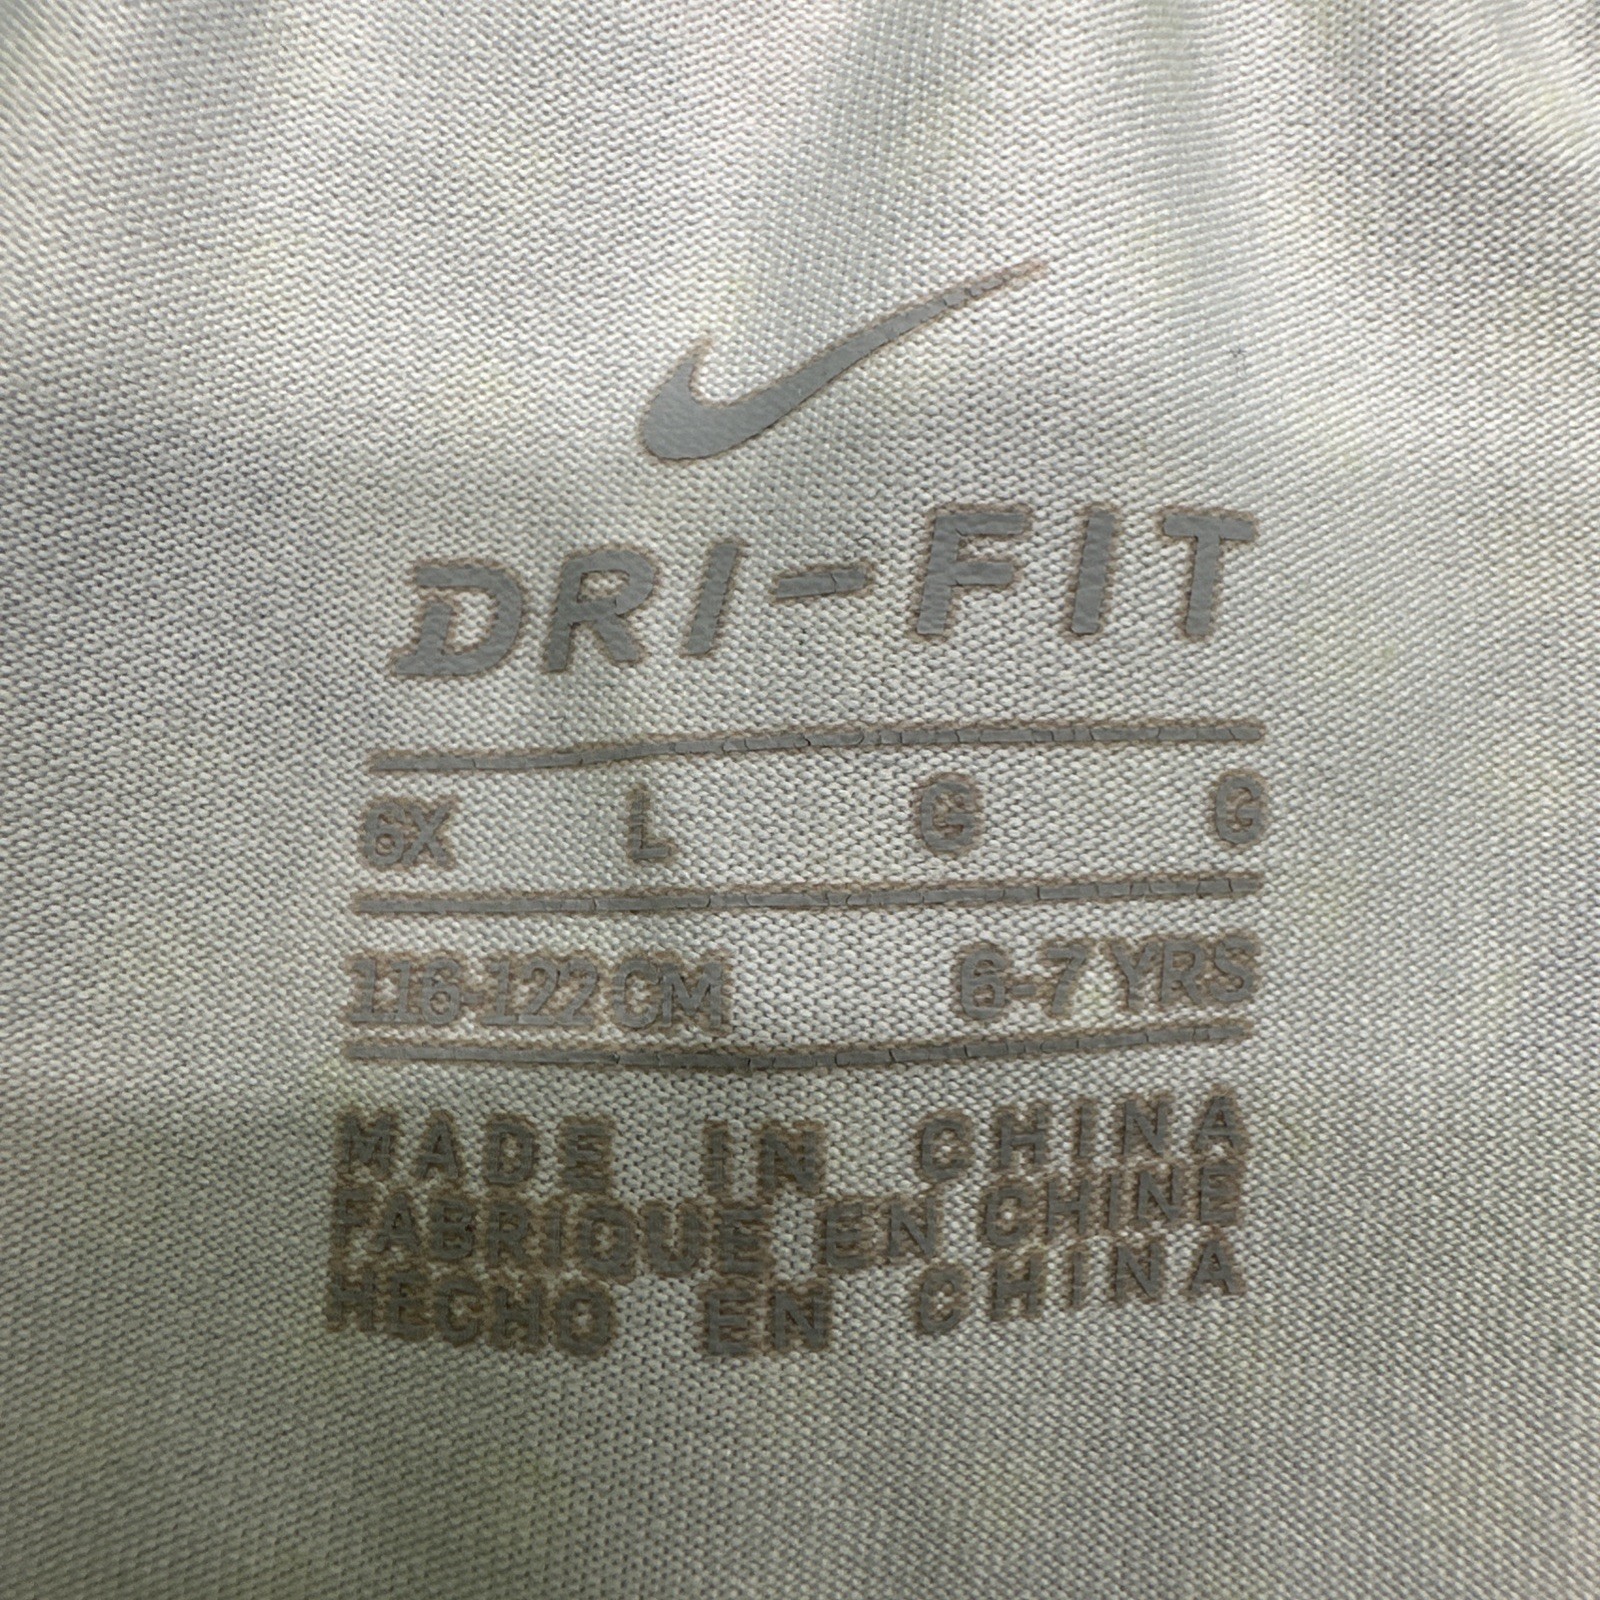 DRI-FIT
6X L G G
116-122 CM 6-7 YRS
MADE IN CHINA
FABRIQUE EN CHINE
HECHO EN CHINA